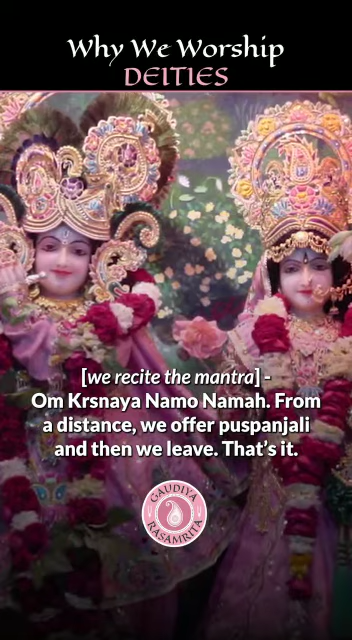 Why We Worship
DEITIES
[we recite the mantra] -
Om Krsnaya Namo Namah. From
a distance, we offer puspanjali
and then we leave. That's it.
GAUDIYA
RASAMRITA